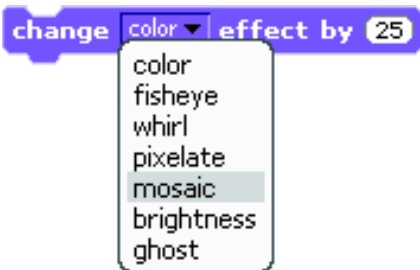 change color effect by 25
color
fisheye
whirl
pixelate
mosaic
brightness
ghost